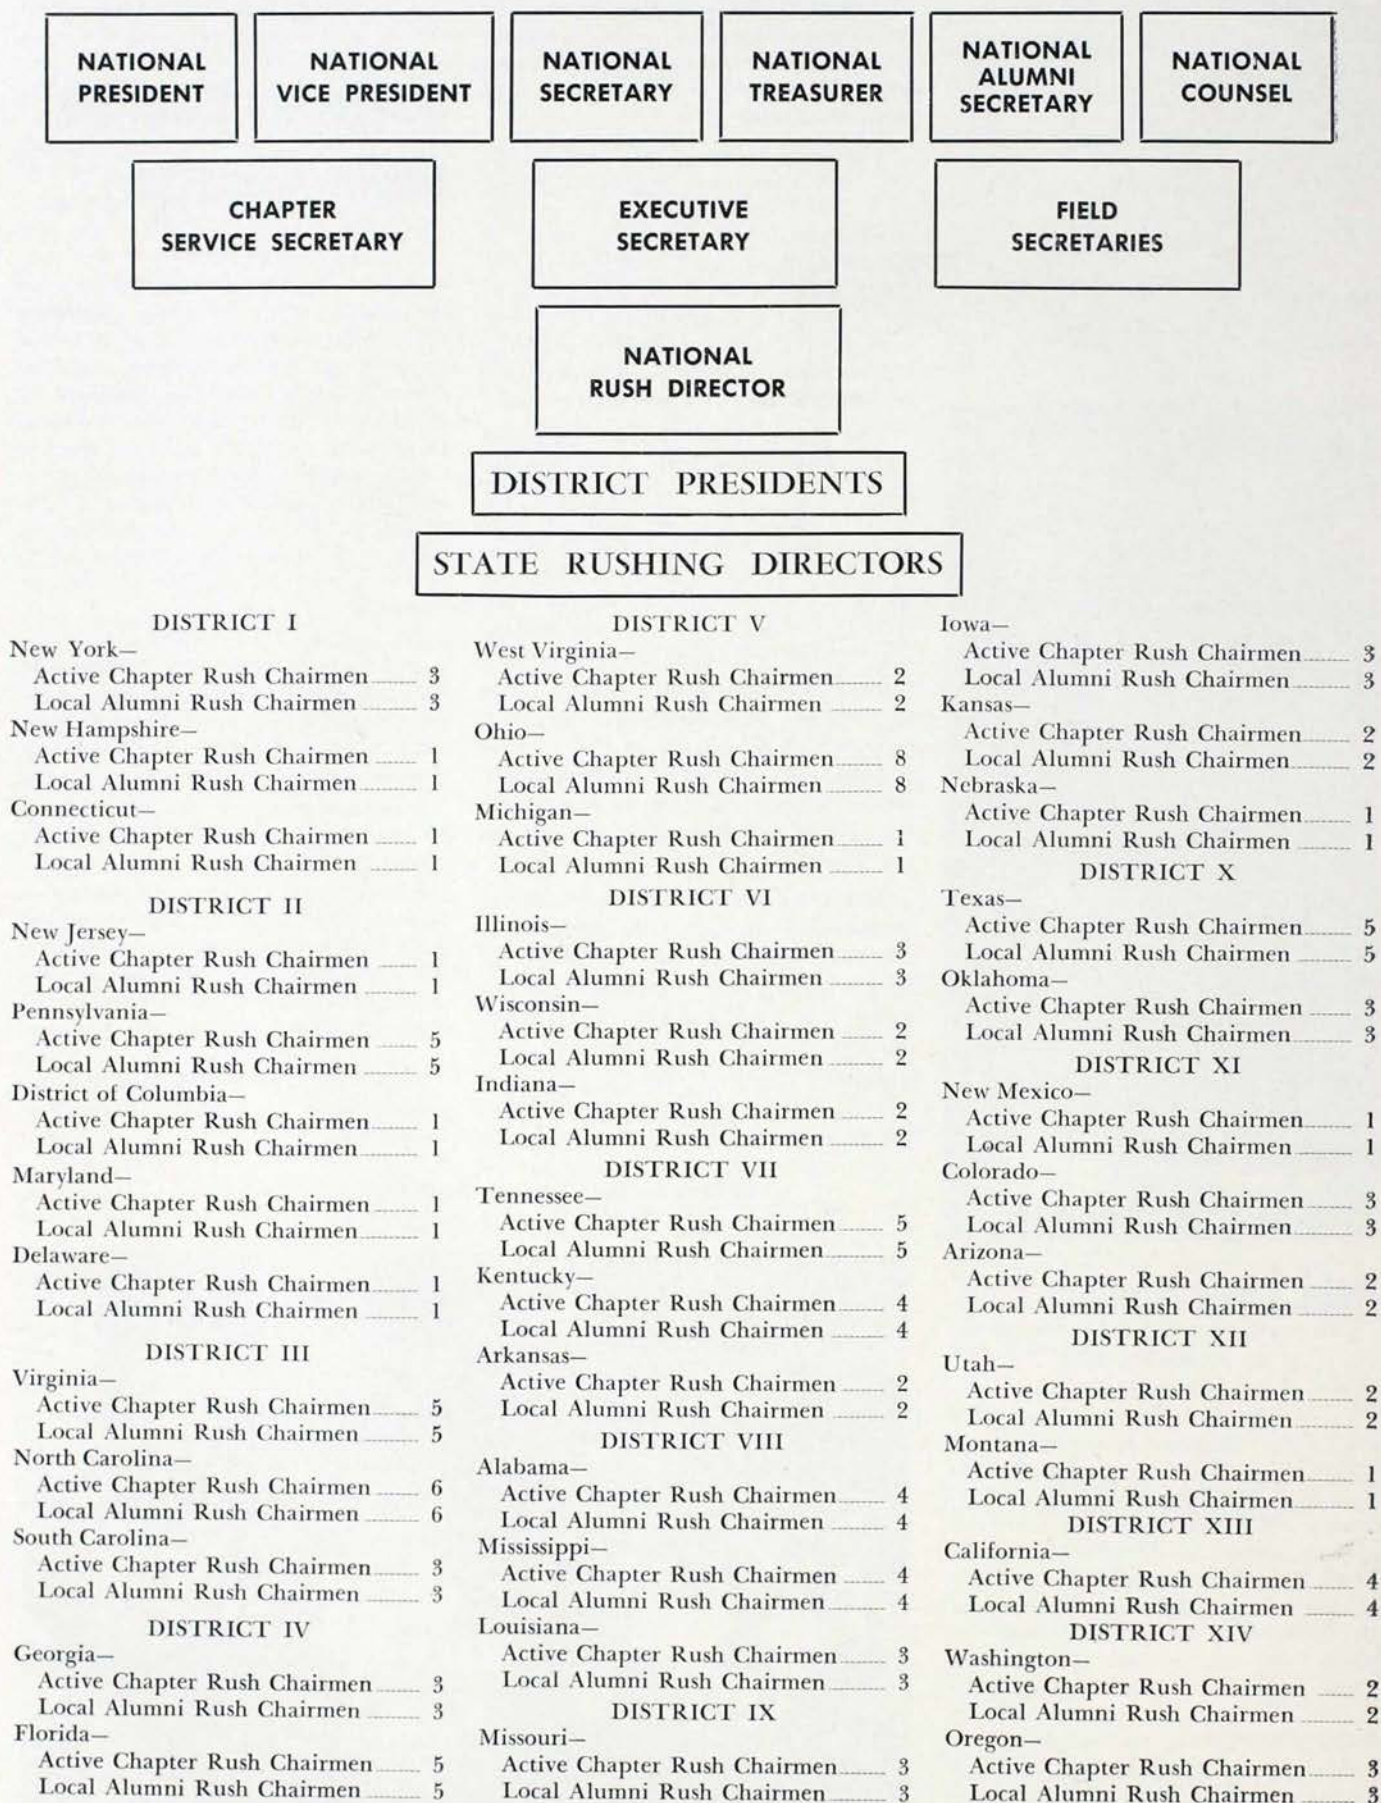 NATIONAL
PRESIDENT
NATIONAL
VICE PRESIDENT
NATIONAL
SECRETARY
NATIONAL
TREASURER
NATIONAL
ALUMNI
SECRETARY
NATIONAL
COUNSEL
CHAPTER
SERVICE SECRETARY
EXECUTIVE
SECRETARY
FIELD
SECRETARIES
NATIONAL
RUSH DIRECTOR
DISTRICT PRESIDENTS
STATE RUSHING DIRECTORS
DISTRICT I
New York—
Active Chapter Rush Chairmen 3
Local Alumni Rush Chairmen 3
New Hampshire—
Active Chapter Rush Chairmen 1
Local Alumni Rush Chairmen 1
Connecticut—
Active Chapter Rush Chairmen 1
Local Alumni Rush Chairmen 1
DISTRICT II
New Jersey—
Active Chapter Rush Chairmen 1
Local Alumni Rush Chairmen 1
Pennsylvania—
Active Chapter Rush Chairmen 5
Local Alumni Rush Chairmen 5
District of Columbia—
Active Chapter Rush Chairmen 1
Local Alumni Rush Chairmen 1
Maryland—
Active Chapter Rush Chairmen 1
Local Alumni Rush Chairmen 1
Delaware—
Active Chapter Rush Chairmen 1
Local Alumni Rush Chairmen 1
DISTRICT III
Virginia—
Active Chapter Rush Chairmen 5
Local Alumni Rush Chairmen 5
North Carolina—
Active Chapter Rush Chairmen 6
Local Alumni Rush Chairmen 6
South Carolina—
Active Chapter Rush Chairmen 3
Local Alumni Rush Chairmen 3
DISTRICT IV
Georgia—
Active Chapter Rush Chairmen 3
Local Alumni Rush Chairmen 3
Florida—
Active Chapter Rush Chairmen 5
Local Alumni Rush Chairmen 5
DISTRICT V
West Virginia—
Active Chapter Rush Chairmen 2
Local Alumni Rush Chairmen 2
Ohio—
Active Chapter Rush Chairmen 8
Local Alumni Rush Chairmen 8
Michigan—
Active Chapter Rush Chairmen 1
Local Alumni Rush Chairmen 1
DISTRICT VI
Illinois—
Active Chapter Rush Chairmen 3
Local Alumni Rush Chairmen 3
Wisconsin—
Active Chapter Rush Chairmen 2
Local Alumni Rush Chairmen 2
Indiana—
Active Chapter Rush Chairmen 2
Local Alumni Rush Chairmen 2
DISTRICT VII
Tennessee—
Active Chapter Rush Chairmen 5
Local Alumni Rush Chairmen 5
Kentucky—
Active Chapter Rush Chairmen 4
Local Alumni Rush Chairmen 4
Arkansas—
Active Chapter Rush Chairmen 2
Local Alumni Rush Chairmen 2
DISTRICT VIII
Alabama—
Active Chapter Rush Chairmen 4
Local Alumni Rush Chairmen 4
Mississippi—
Active Chapter Rush Chairmen 4
Local Alumni Rush Chairmen 4
Louisiana—
Active Chapter Rush Chairmen 3
Local Alumni Rush Chairmen 3
DISTRICT IX
Missouri—
Active Chapter Rush Chairmen 3
Local Alumni Rush Chairmen 3
Iowa—
Active Chapter Rush Chairmen 3
Local Alumni Rush Chairmen 3
Kansas—
Active Chapter Rush Chairmen 2
Local Alumni Rush Chairmen 2
Nebraska—
Active Chapter Rush Chairmen 1
Local Alumni Rush Chairmen 1
DISTRICT X
Texas—
Active Chapter Rush Chairmen 5
Local Alumni Rush Chairmen 5
Oklahoma—
Active Chapter Rush Chairmen 3
Local Alumni Rush Chairmen 3
DISTRICT XI
New Mexico—
Active Chapter Rush Chairmen 1
Local Alumni Rush Chairmen 1
Colorado—
Active Chapter Rush Chairmen 3
Local Alumni Rush Chairmen 3
Arizona—
Active Chapter Rush Chairmen 2
Local Alumni Rush Chairmen 2
DISTRICT XII
Utah—
Active Chapter Rush Chairmen 2
Local Alumni Rush Chairmen 2
Montana—
Active Chapter Rush Chairmen 1
Local Alumni Rush Chairmen 1
DISTRICT XIII
California—
Active Chapter Rush Chairmen 4
Local Alumni Rush Chairmen 4
DISTRICT XIV
Washington—
Active Chapter Rush Chairmen 2
Local Alumni Rush Chairmen 2
Oregon—
Active Chapter Rush Chairmen 3
Local Alumni Rush Chairmen 3